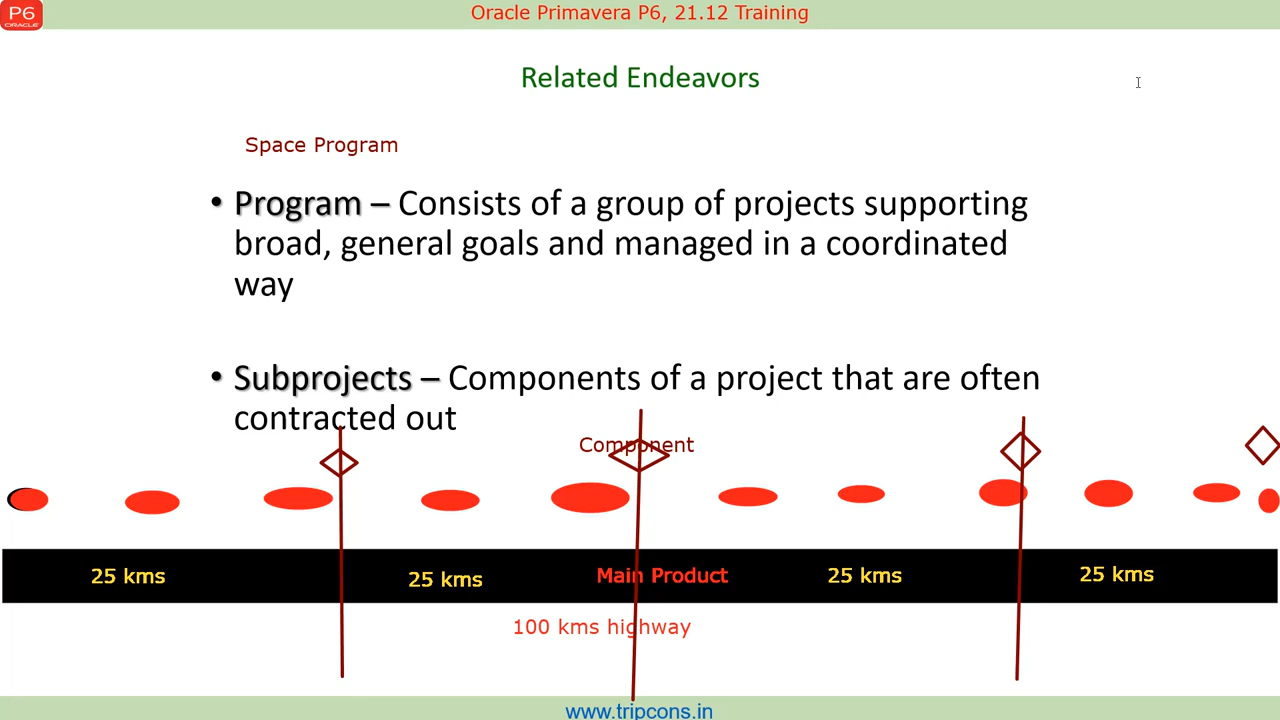 P6
ORACLE
Oracle Primavera P6, 21.12 Training
Related Endeavors
Space Program
• Program – Consists of a group of projects supporting
broad, general goals and managed in a coordinated
way
• Subprojects – Components of a project that are often
contracted out
Component
25 kms
25 kms
Main Product
25 kms
25 kms
100 kms highway
www.tripcons.in